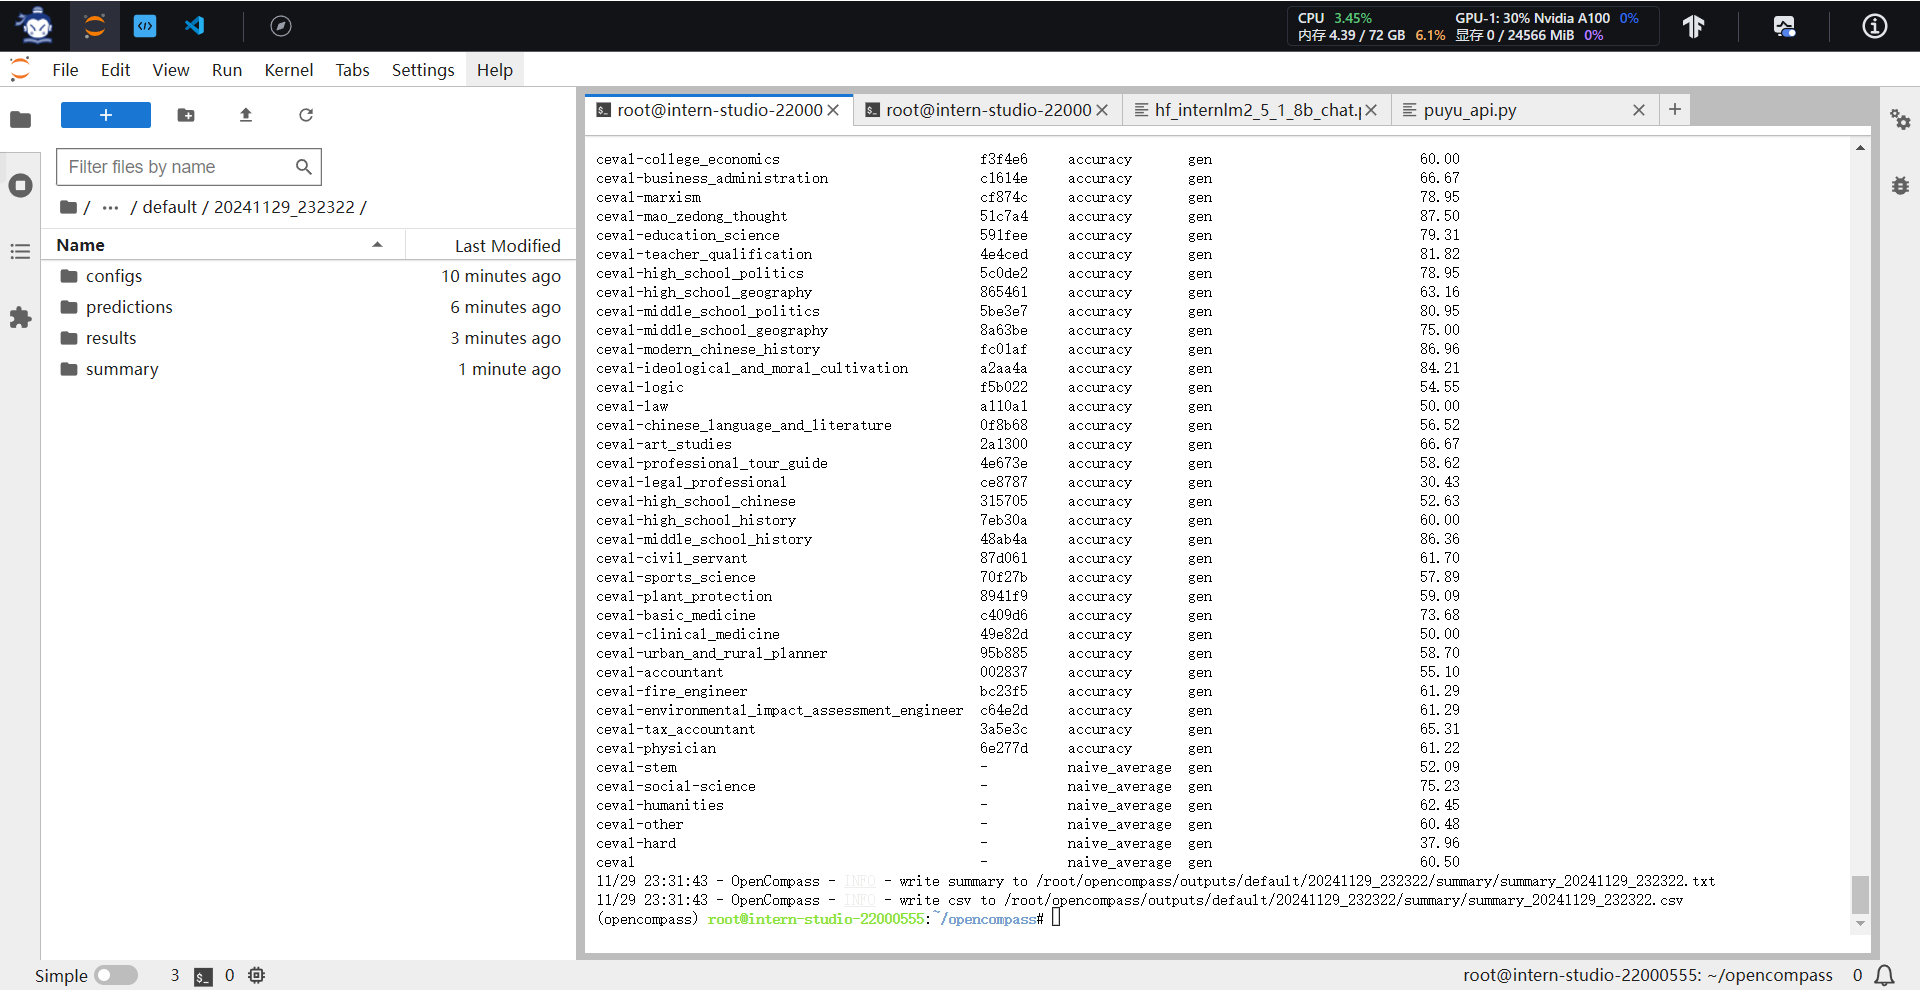 CPU 3.45% GPU-1: 30% Nvidia A100 0%
内存 4.39 / 72 GB 6.1% 显存 0 / 24566 MiB 0%
File Edit View Run Kernel Tabs Settings Help
root@intern-studio-22000 root@intern-studio-22000 hf_internlm2_5_1_8b_chat.p puyu_api.py
Filter files by name
/ ··· / default / 20241129_232322 /
Name Last Modified
configs 10 minutes ago
predictions 6 minutes ago
results 3 minutes ago
summary 1 minute ago
ceval-college_economics f3f4e6 accuracy gen 60.00
ceval-business_administration c1614e accuracy gen 66.67
ceval-marxism cf874c accuracy gen 78.95
ceval-mao_zedong_thought 51c7a4 accuracy gen 87.50
ceval-education_science 591fee accuracy gen 79.31
ceval-teacher_qualification 4e4ced accuracy gen 81.82
ceval-high_school_politics 5c0de2 accuracy gen 78.95
ceval-high_school_geography 865461 accuracy gen 63.16
ceval-middle_school_politics 5be3e7 accuracy gen 80.95
ceval-middle_school_geography 8a63be accuracy gen 75.00
ceval-modern_chinese_history fc01af accuracy gen 86.96
ceval-ideological_and_moral_cultivation a2aa4a accuracy gen 84.21
ceval-logic f5b022 accuracy gen 54.55
ceval-law a110a1 accuracy gen 50.00
ceval-chinese_language_and_literature 0f8b68 accuracy gen 56.52
ceval-art_studies 2a1300 accuracy gen 66.67
ceval-professional_tour_guide 4e673e accuracy gen 58.62
ceval-legal_professional ce8787 accuracy gen 30.43
ceval-high_school_chinese 315705 accuracy gen 52.63
ceval-high_school_history 7eb30a accuracy gen 60.00
ceval-middle_school_history 48ab4a accuracy gen 86.36
ceval-civil_servant 87d061 accuracy gen 61.70
ceval-sports_science 70f27b accuracy gen 57.89
ceval-plant_protection 8941f9 accuracy gen 59.09
ceval-basic_medicine c409d6 accuracy gen 73.68
ceval-clinical_medicine 49e82d accuracy gen 50.00
ceval-urban_and_rural_planner 95b885 accuracy gen 58.70
ceval-accountant 002837 accuracy gen 55.10
ceval-fire_engineer bc23f5 accuracy gen 61.29
ceval-environmental_impact_assessment_engineer c64e2d accuracy gen 61.29
ceval-tax_accountant 3a5e3c accuracy gen 65.31
ceval-physician 6e277d accuracy gen 61.22
ceval-stem - naive_average gen 52.09
ceval-social-science - naive_average gen 75.23
ceval-humanities - naive_average gen 62.45
ceval-other - naive_average gen 60.48
ceval-hard - naive_average gen 37.96
ceval - naive_average gen 60.50
11/29 23:31:43 - OpenCompass - INFO - write summary to /root/opencompass/outputs/default/20241129_232322/summary/summary_20241129_232322.txt
11/29 23:31:43 - OpenCompass - INFO - write csv to /root/opencompass/outputs/default/20241129_232322/summary/summary_20241129_232322.csv
(opencompass) root@intern-studio-22000555:~/opencompass#
Simple 3 0 root@intern-studio-22000555: ~/opencompass 0